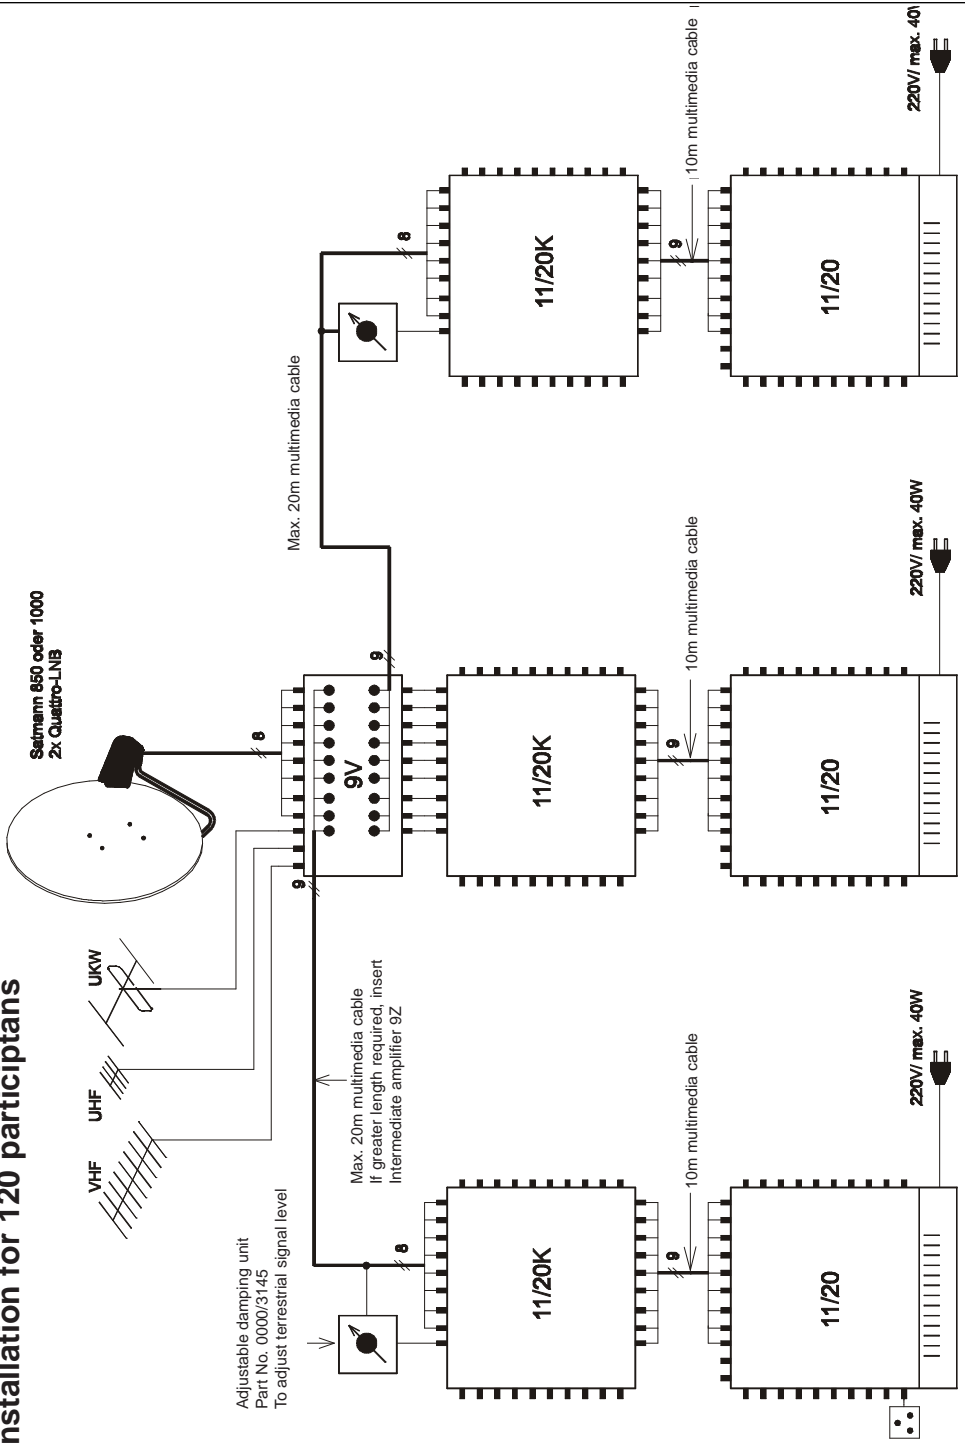 nstallation for 120 participtans
VHF
UHF
UKW
Satmann 850 oder 1000
2x Quattro-LNB
8
9
9V
9
Max. 20m multimedia cable
Max. 20m multimedia cable
If greater length required, insert
Intermediate amplifier 9Z
Adjustable damping unit
Part No. 0000/3145
To adjust terrestrial signal level
8
8
11/20K
11/20K
11/20K
9
10m multimedia cable
9
10m multimedia cable
9
10m multimedia cable
11/20
11/20
11/20
220V/ max. 40W
220V/ max. 40W
220V/ max. 40